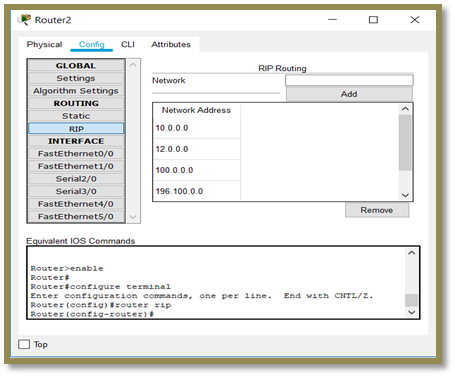 Router2
Physical Config CLI Attributes
GLOBAL
Settings
Algorithm Settings
ROUTING
Static
RIP
INTERFACE
FastEthernet0/0
FastEthernet1/0
Serial2/0
Serial3/0
FastEthernet4/0
FastEthernet5/0
RIP Routing
Network
Add
Network Address
10.0.0.0
12.0.0.0
100.0.0.0
196.100.0.0
Remove
Equivalent IOS Commands
Router>enable
Router#
Router#configure terminal
Enter configuration commands, one per line. End with CNTL/Z.
Router(config)#router rip
Router(config-router)#
Top